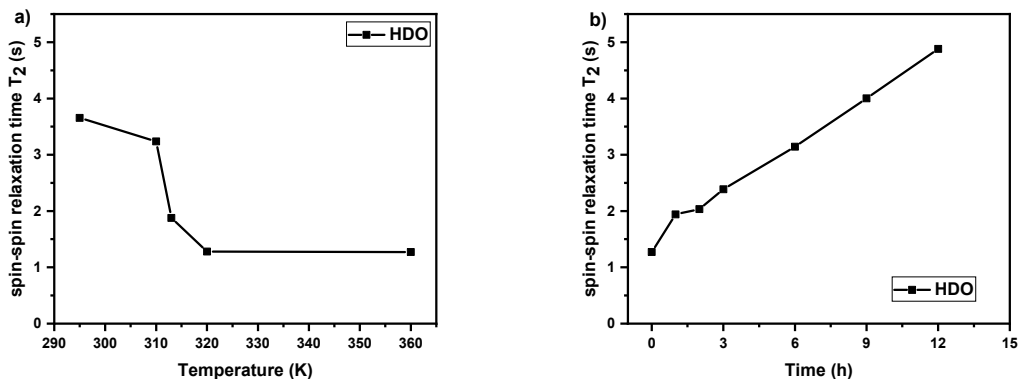 a)
HDO
spin-spin relaxation time T₂ (s)
5
4
3
2
1
0
290 300 310 320 330 340 350 360
Temperature (K)
b)
HDO
spin-spin relaxation time T₂ (s)
5
4
3
2
1
0
0 3 6 9 12 15
Time (h)